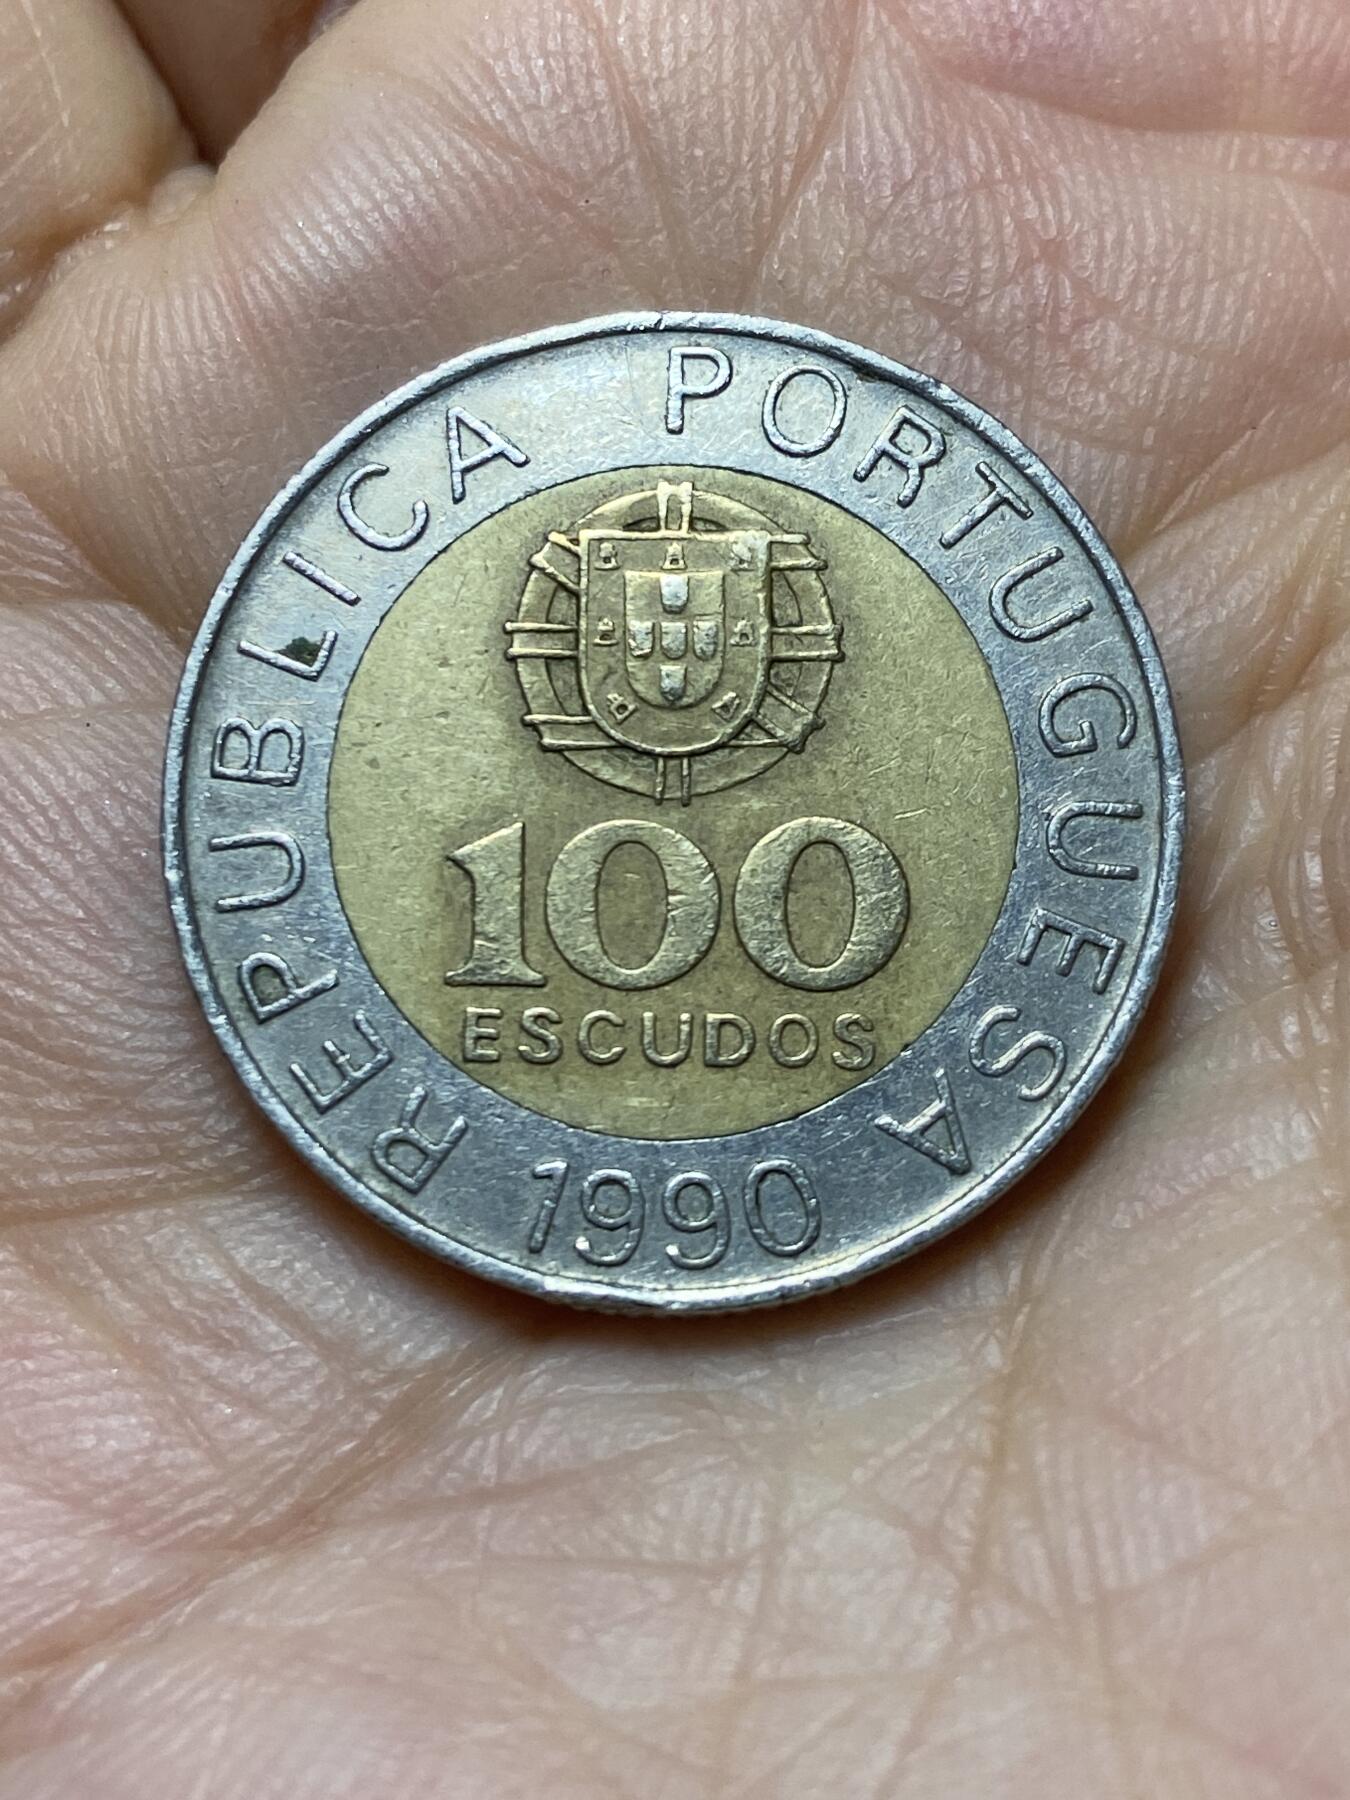 REPUBLICA PORTUGUESA
100
ESCUDOS
1990